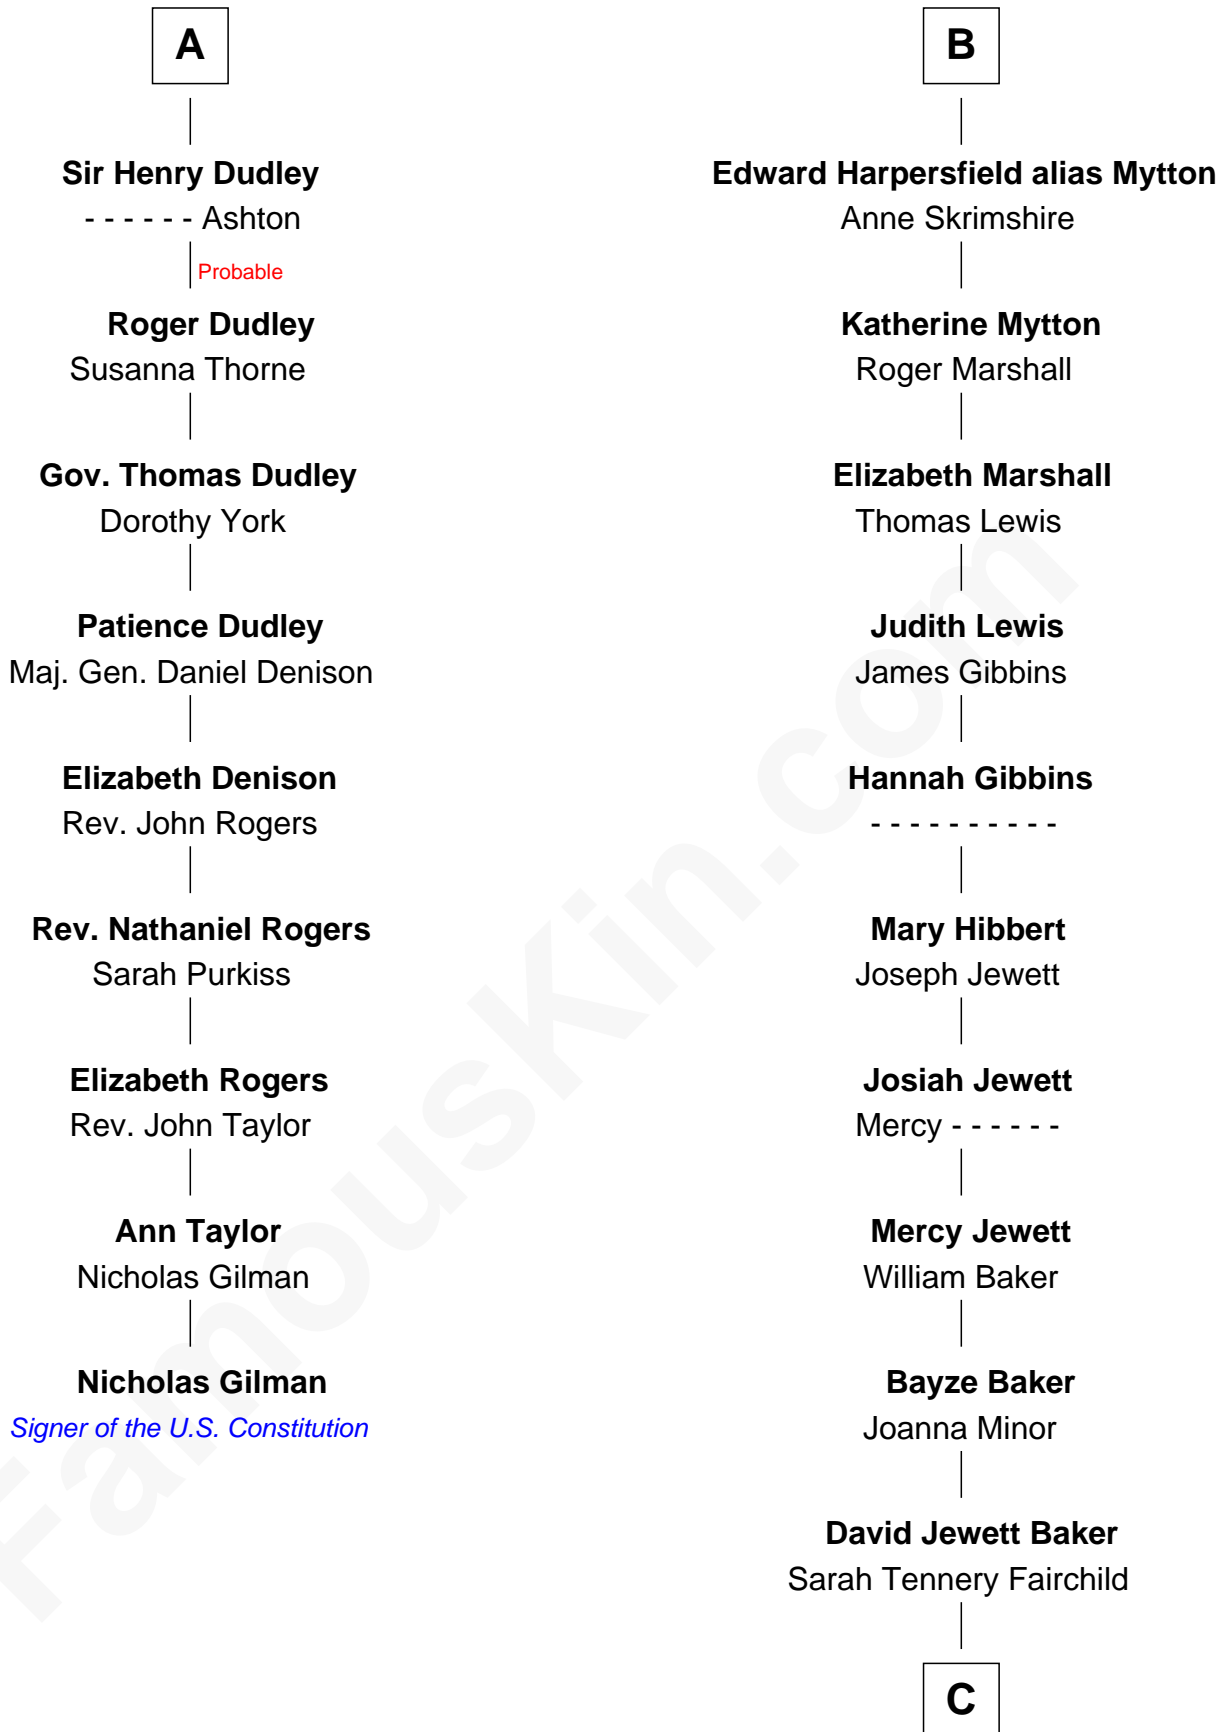 A
Sir Henry Dudley
- - - - - - Ashton
Probable
Roger Dudley
Susanna Thorne
Gov. Thomas Dudley
Dorothy York
Patience Dudley
Maj. Gen. Daniel Denison
Elizabeth Denison
Rev. John Rogers
Rev. Nathaniel Rogers
Sarah Purkiss
Elizabeth Rogers
Rev. John Taylor
Ann Taylor
Nicholas Gilman
Nicholas Gilman
Signer of the U.S. Constitution
B
Edward Harpersfield alias Mytton
Anne Skrimshire
Katherine Mytton
Roger Marshall
Elizabeth Marshall
Thomas Lewis
Judith Lewis
James Gibbins
Hannah Gibbins
- - - - - - - - - -
Mary Hibbert
Joseph Jewett
Josiah Jewett
Mercy - - - - - -
Mercy Jewett
William Baker
Bayze Baker
Joanna Minor
David Jewett Baker
Sarah Tennery Fairchild
C
FamousKin.com